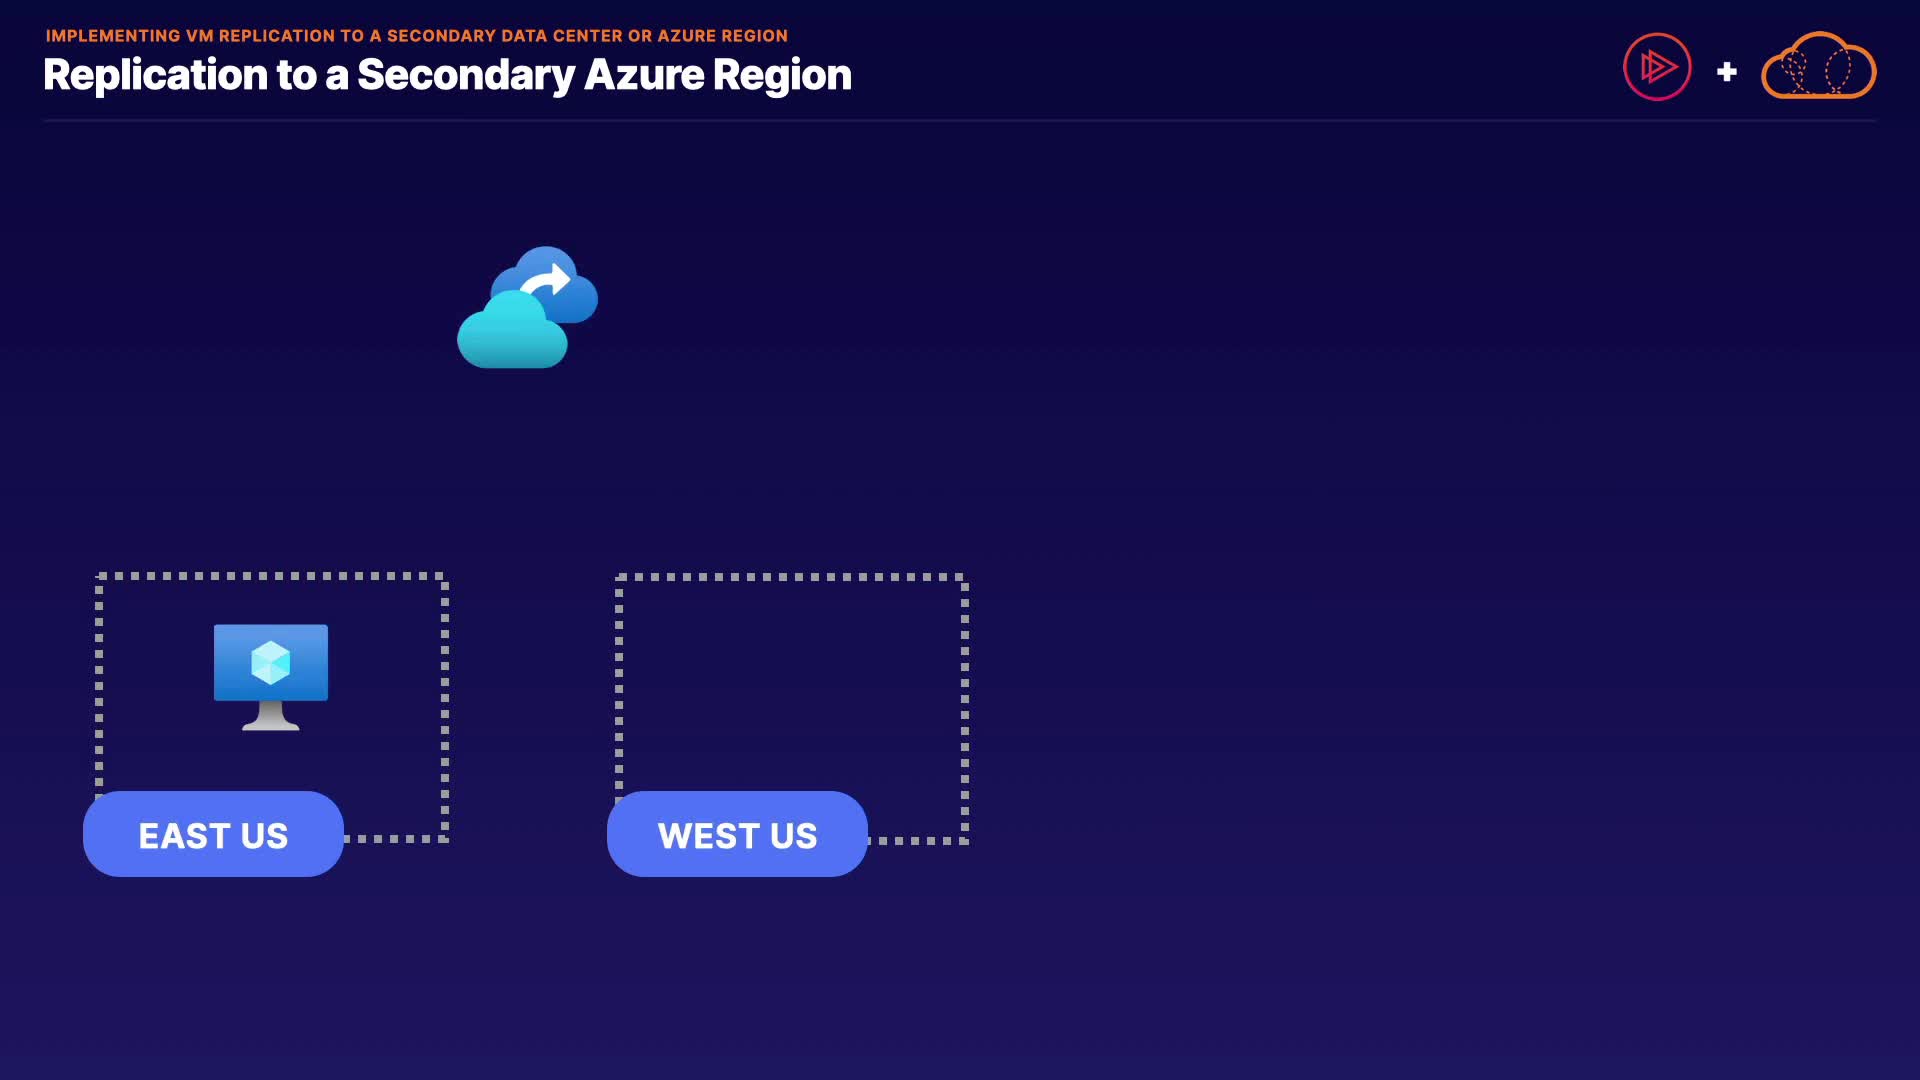 IMPLEMENTING VM REPLICATION TO A SECONDARY DATA CENTER OR AZURE REGION
Replication to a Secondary Azure Region
EAST US
WEST US